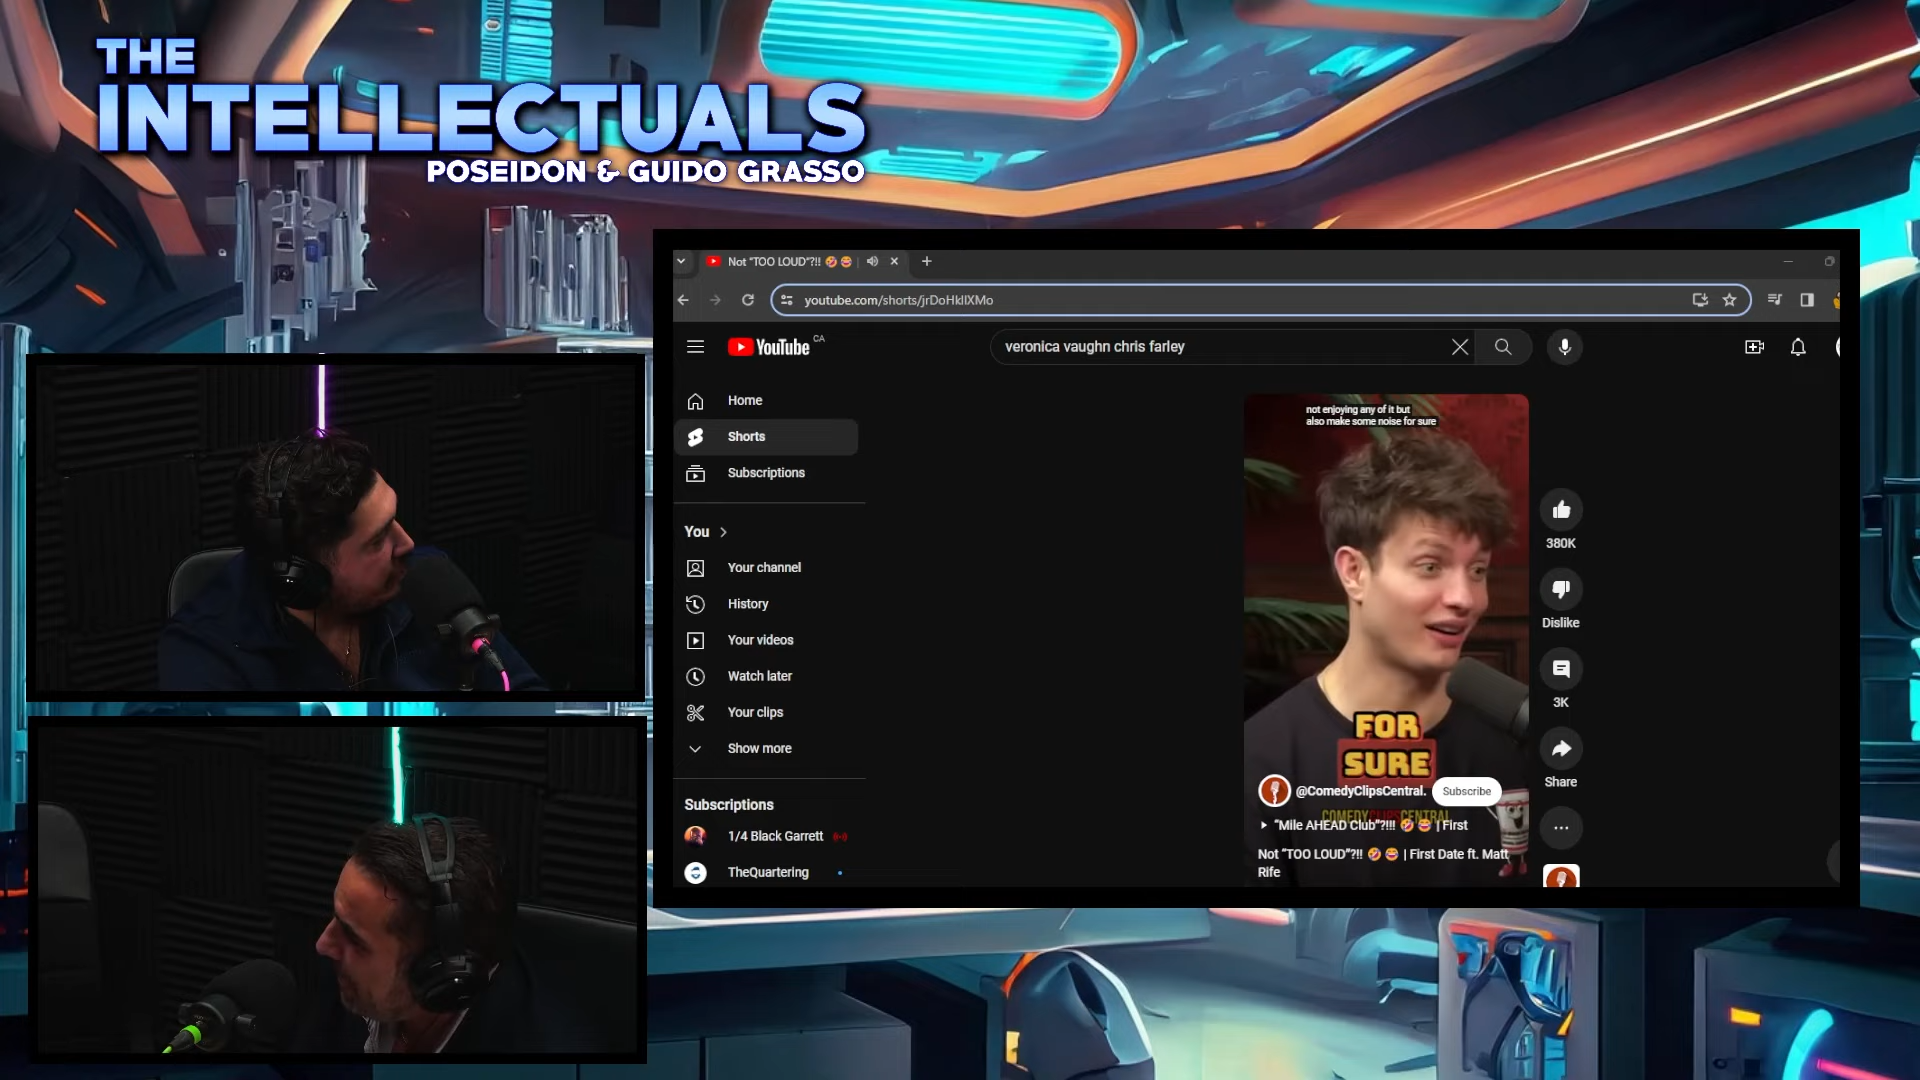 THE
INTELLECTUALS
POSEIDON & GUIDO GRASSO
Not "TOO LOUD"?!! 🤣 😂
youtube.com/shorts/jrDoHkllXMo
YouTube CA
veronica vaughn chris farley
Home
Shorts
Subscriptions
You
Your channel
History
Your videos
Watch later
Your clips
Show more
Subscriptions
1/4 Black Garrett
TheQuartering
not enjoying any of it but
also make some noise for sure
FOR
SURE
@ComedyClipsCentral.
Subscribe
COMEDYCLIPSCENTRAL
"Mile AHEAD Club"?!!! 🤣 😂 | First
Not "TOO LOUD"?!! 🤣 😂 | First Date ft. Matt
Rife
380K
Dislike
3K
Share